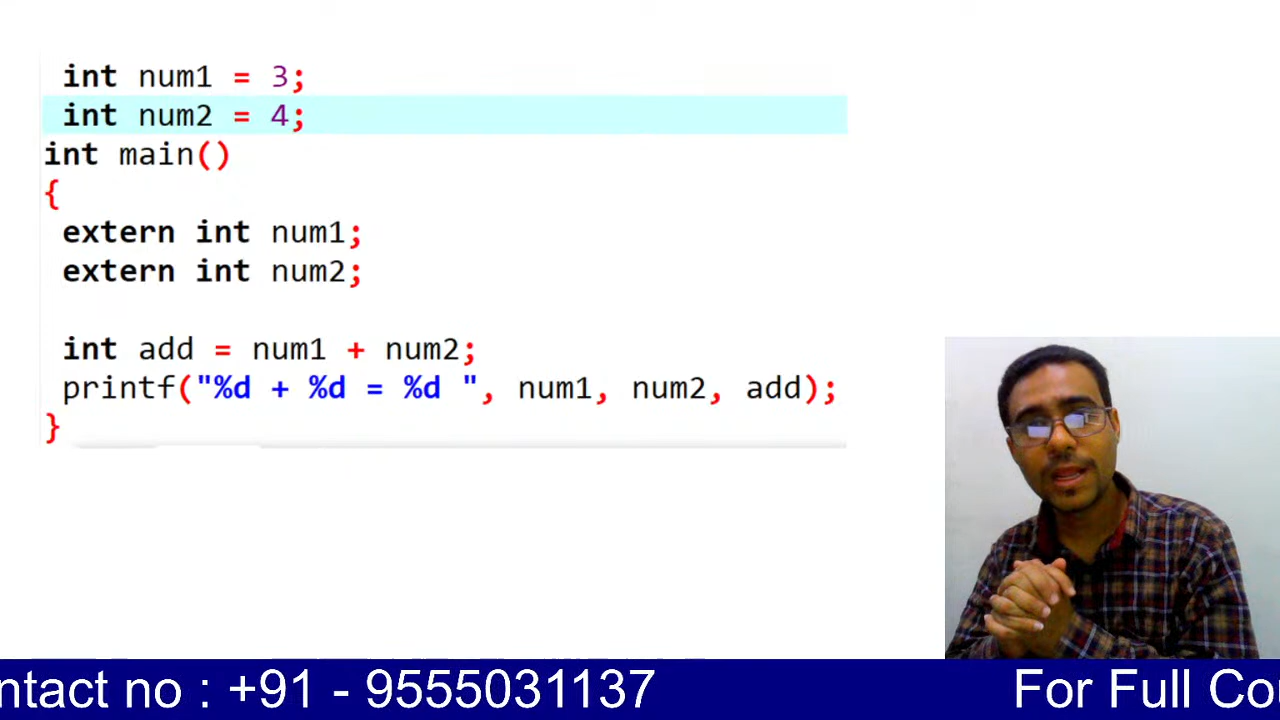 int num1 = 3;
int num2 = 4;
int main()
{
extern int num1;
extern int num2;
int add = num1 + num2;
printf("%d + %d = %d ", num1, num2, add);
}
ntact no : +91 - 9555031137 For Full Co